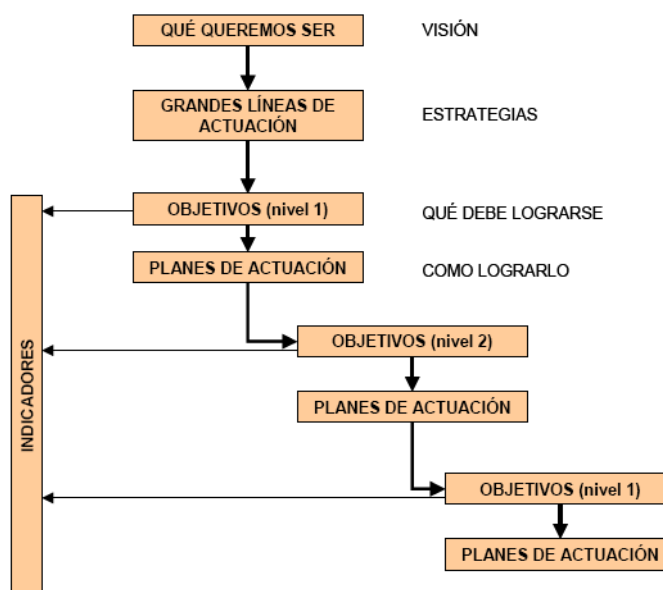 QUÉ QUEREMOS SER
VISIÓN
GRANDES LÍNEAS DE
ACTUACIÓN
ESTRATEGIAS
OBJETIVOS (nivel 1)
QUÉ DEBE LOGRARSE
PLANES DE ACTUACIÓN
COMO LOGRARLO
INDICADORES
OBJETIVOS (nivel 2)
PLANES DE ACTUACIÓN
OBJETIVOS (nivel 1)
PLANES DE ACTUACIÓN